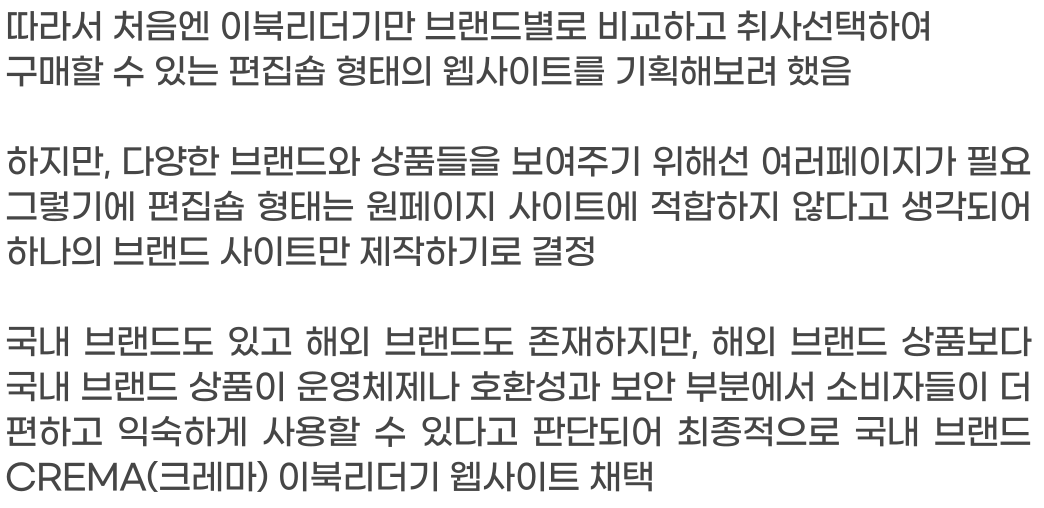 따라서 처음엔 이북리더기만 브랜드별로 비교하고 취사선택하여
구매할 수 있는 편집숍 형태의 웹사이트를 기획해보려 했음
하지만, 다양한 브랜드와 상품들을 보여주기 위해선 여러페이지가 필요
그렇기에 편집숍 형태는 원페이지 사이트에 적합하지 않다고 생각되어
하나의 브랜드 사이트만 제작하기로 결정
국내 브랜드도 있고 해외 브랜드도 존재하지만, 해외 브랜드 상품보다
국내 브랜드 상품이 운영체제나 호환성과 보안 부분에서 소비자들이 더
편하고 익숙하게 사용할 수 있다고 판단되어 최종적으로 국내 브랜드
CREMA(크레마) 이북리더기 웹사이트 채택